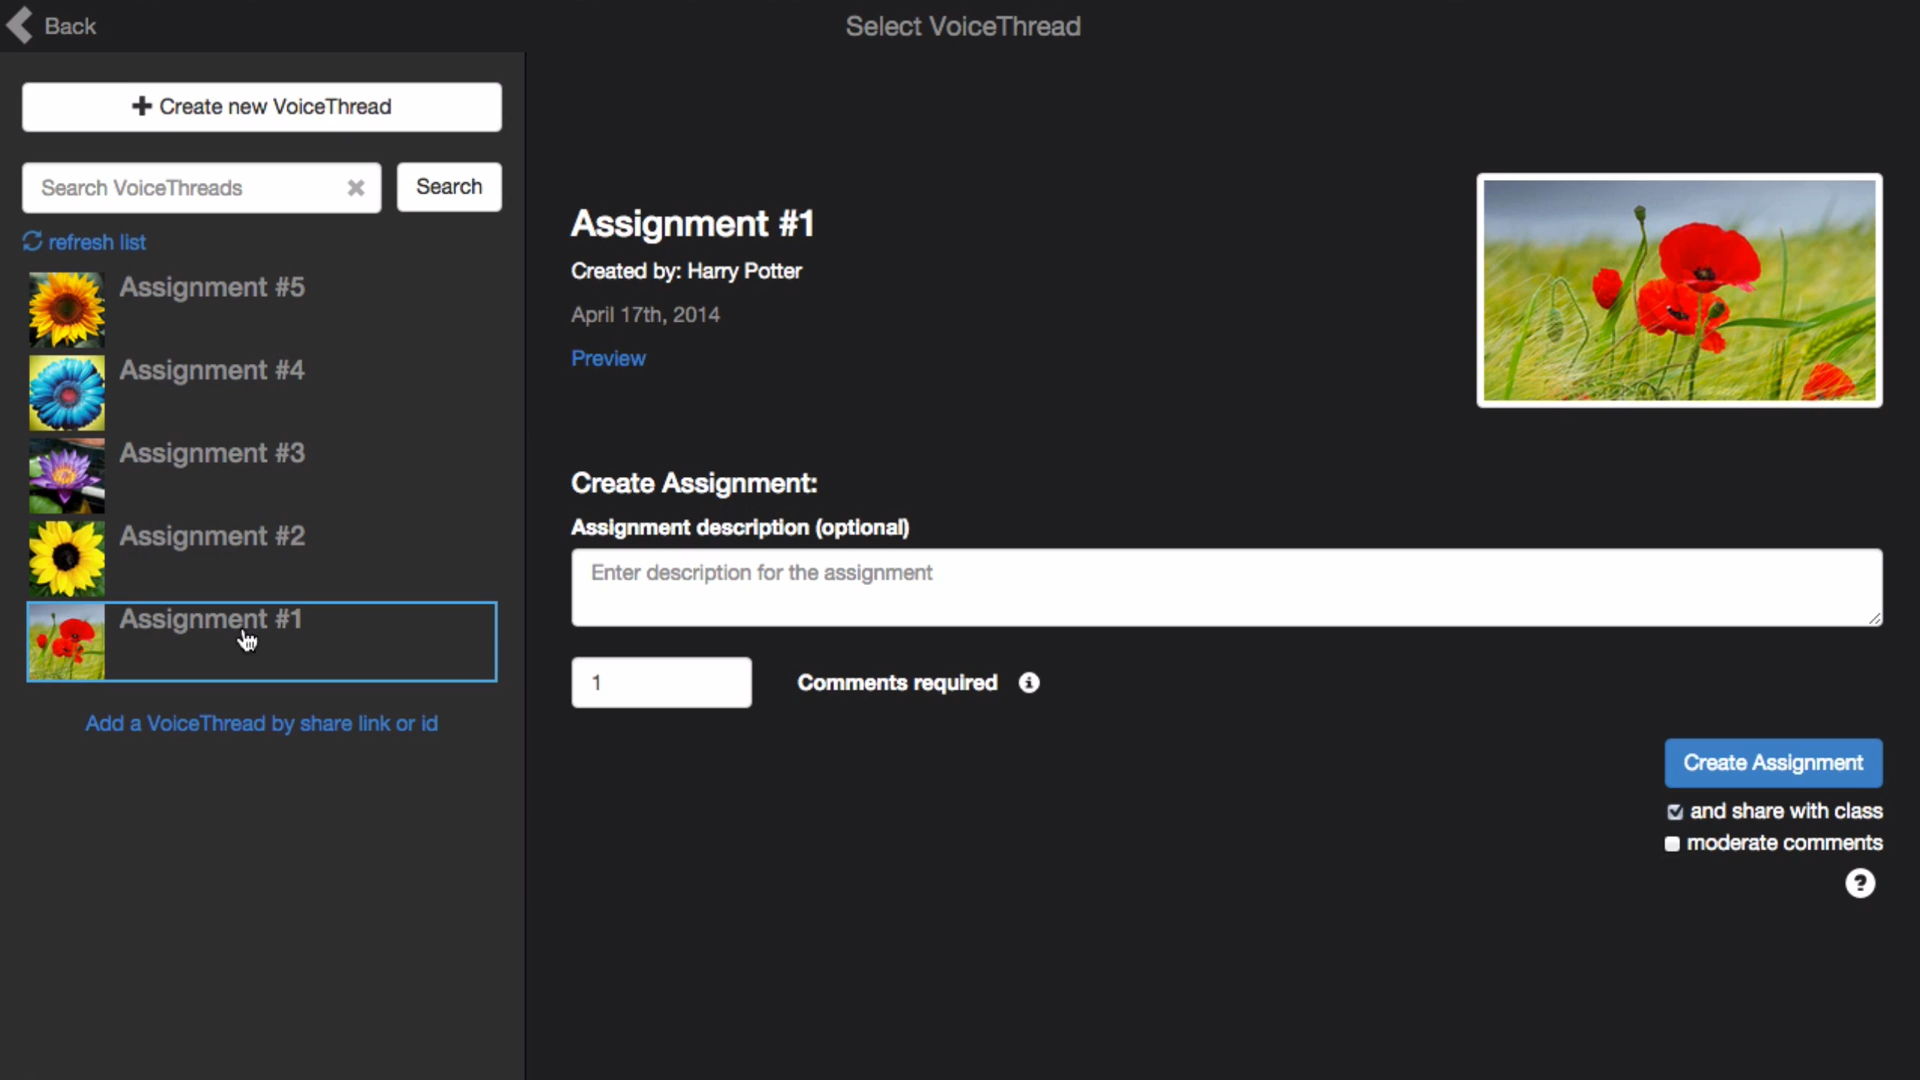 Back
Select VoiceThread
Create new VoiceThread
Search VoiceThreads
Search
refresh list
Assignment #5
Assignment #4
Assignment #3
Assignment #2
Assignment #1
Add a VoiceThread by share link or id
Assignment #1
Created by: Harry Potter
April 17th, 2014
Preview
Create Assignment:
Assignment description (optional)
Enter description for the assignment
1
Comments required
Create Assignment
and share with class
moderate comments